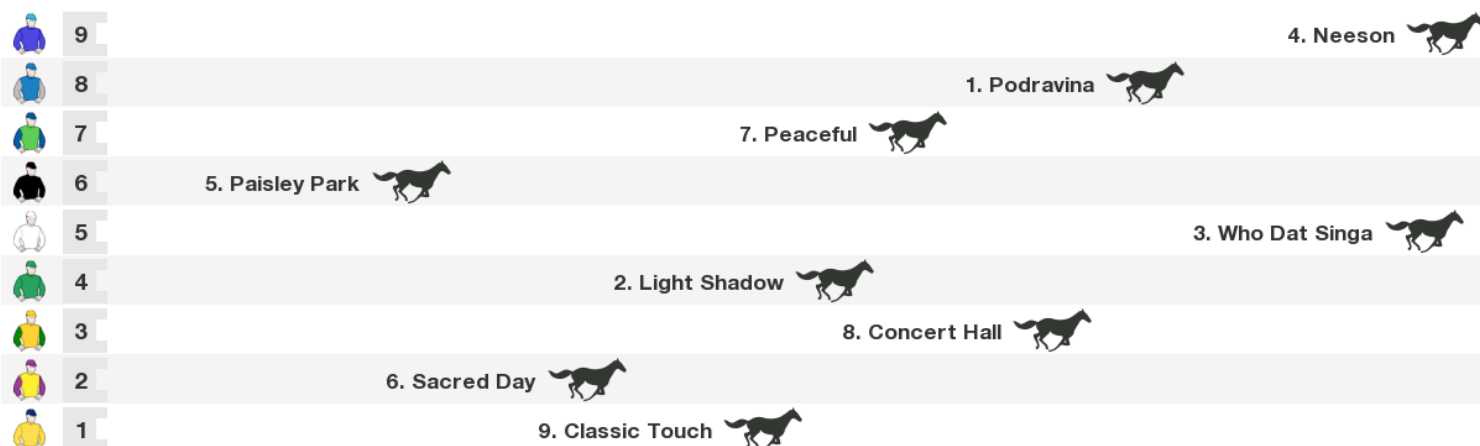 9 4. Neeson
8 1. Podravina
7 7. Peaceful
6 5. Paisley Park
5 3. Who Dat Singa
4 2. Light Shadow
3 8. Concert Hall
2 6. Sacred Day
1 9. Classic Touch